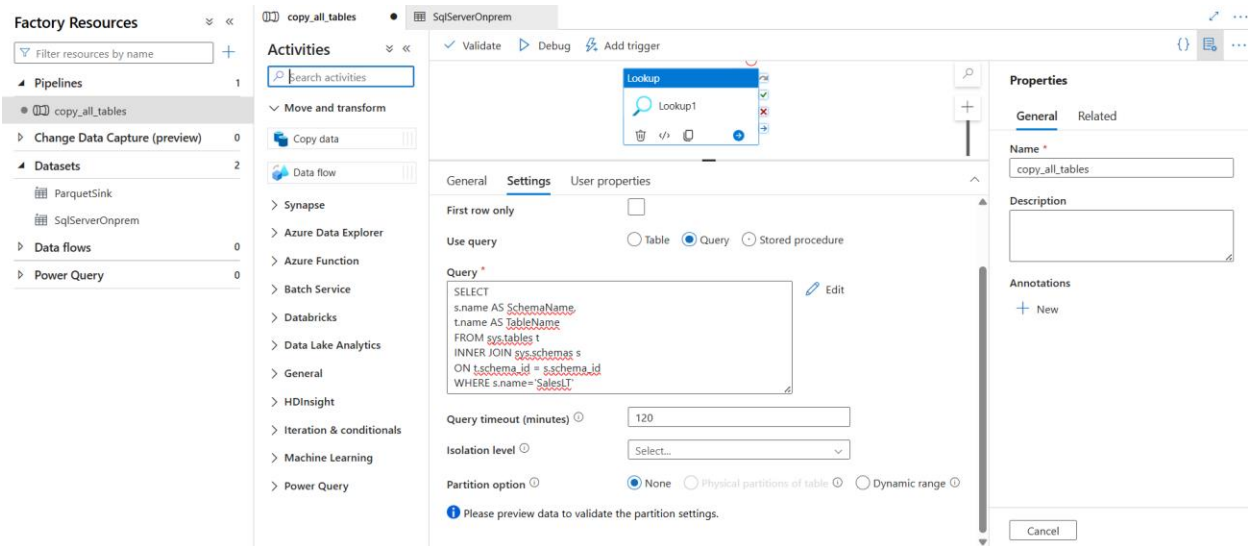 Factory Resources
Filter resources by name
Pipelines 1
copy_all_tables
Change Data Capture (preview) 0
Datasets 2
ParquetSink
SqlServerOnprem
Data flows 0
Power Query 0
copy_all_tables
SqlServerOnprem
Activities
Search activities
Move and transform
Copy data
Data flow
Synapse
Azure Data Explorer
Azure Function
Batch Service
Databricks
Data Lake Analytics
General
HDInsight
Iteration & conditionals
Machine Learning
Power Query
Validate Debug Add trigger
Lookup
Lookup1
General Settings User properties
First row only
Use query Table Query Stored procedure
Query *
SELECT
s.name AS SchemaName,
t.name AS TableName
FROM sys.tables t
INNER JOIN sys.schemas s
ON t.schema_id = s.schema_id
WHERE s.name='SalesLT'
Edit
Query timeout (minutes) 120
Isolation level Select...
Partition option None Physical partitions of table Dynamic range
Please preview data to validate the partition settings.
Properties
General Related
Name *
copy_all_tables
Description
Annotations
New
Cancel